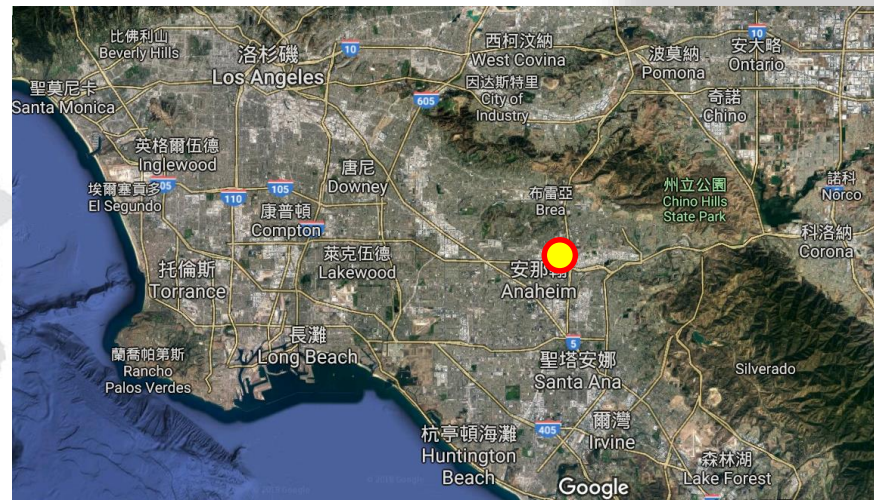 比佛利山
Beverly Hills
洛杉磯
Los Angeles
10
西柯汶納
West Covina
波莫納
Pomona
10
安大略
Ontario
聖莫尼卡
Santa Monica
605
因达斯特里
City of
Industry
奇諾
Chino
英格爾伍德
Inglewood
唐尼
Downey
埃爾塞貢多
El Segundo
110
105
康普頓
Compton
布雷亞
Brea
州立公園
Chino Hills
State Park
諾科
Norco
萊克伍德
Lakewood
科洛納
Corona
托倫斯
Torrance
安那
Anaheim
長灘
Long Beach
5
聖塔安娜
Santa Ana
蘭喬帕第斯
Rancho
Palos Verdes
Silverado
杭亭頓海灘
Huntington
Beach
405
爾灣
Irvine
森林湖
Lake Forest
Google